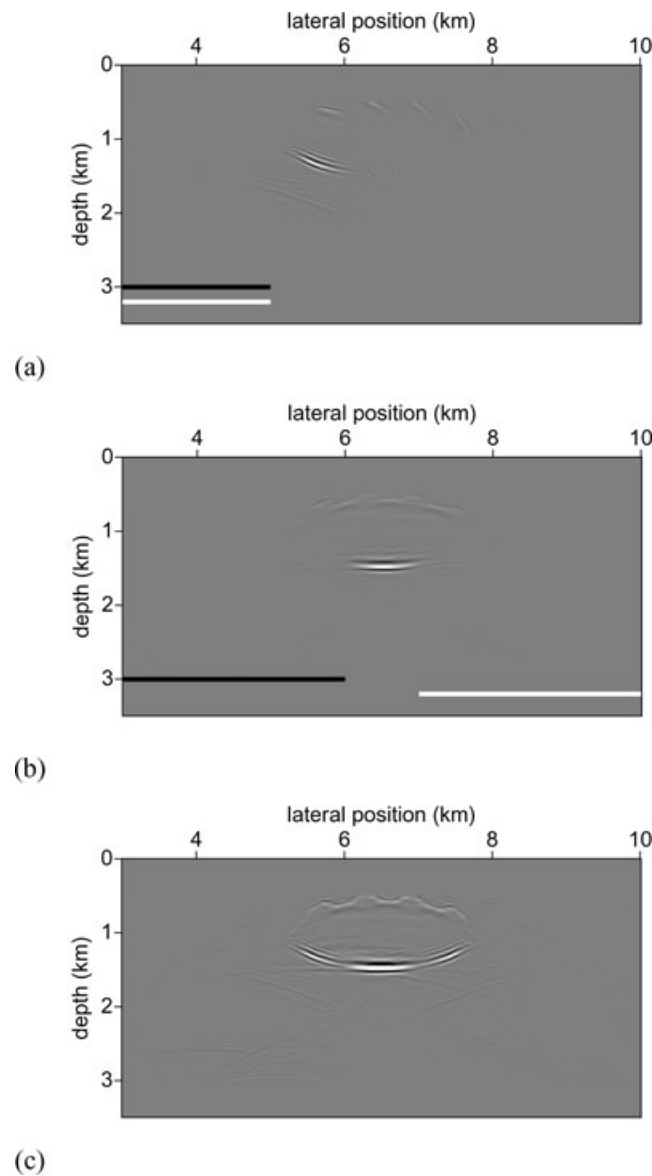 lateral position (km)
4 6 8 10
0
1
2
3
depth (km)
(a)
lateral position (km)
4 6 8 10
0
1
2
3
depth (km)
(b)
lateral position (km)
4 6 8 10
0
1
2
3
depth (km)
(c)